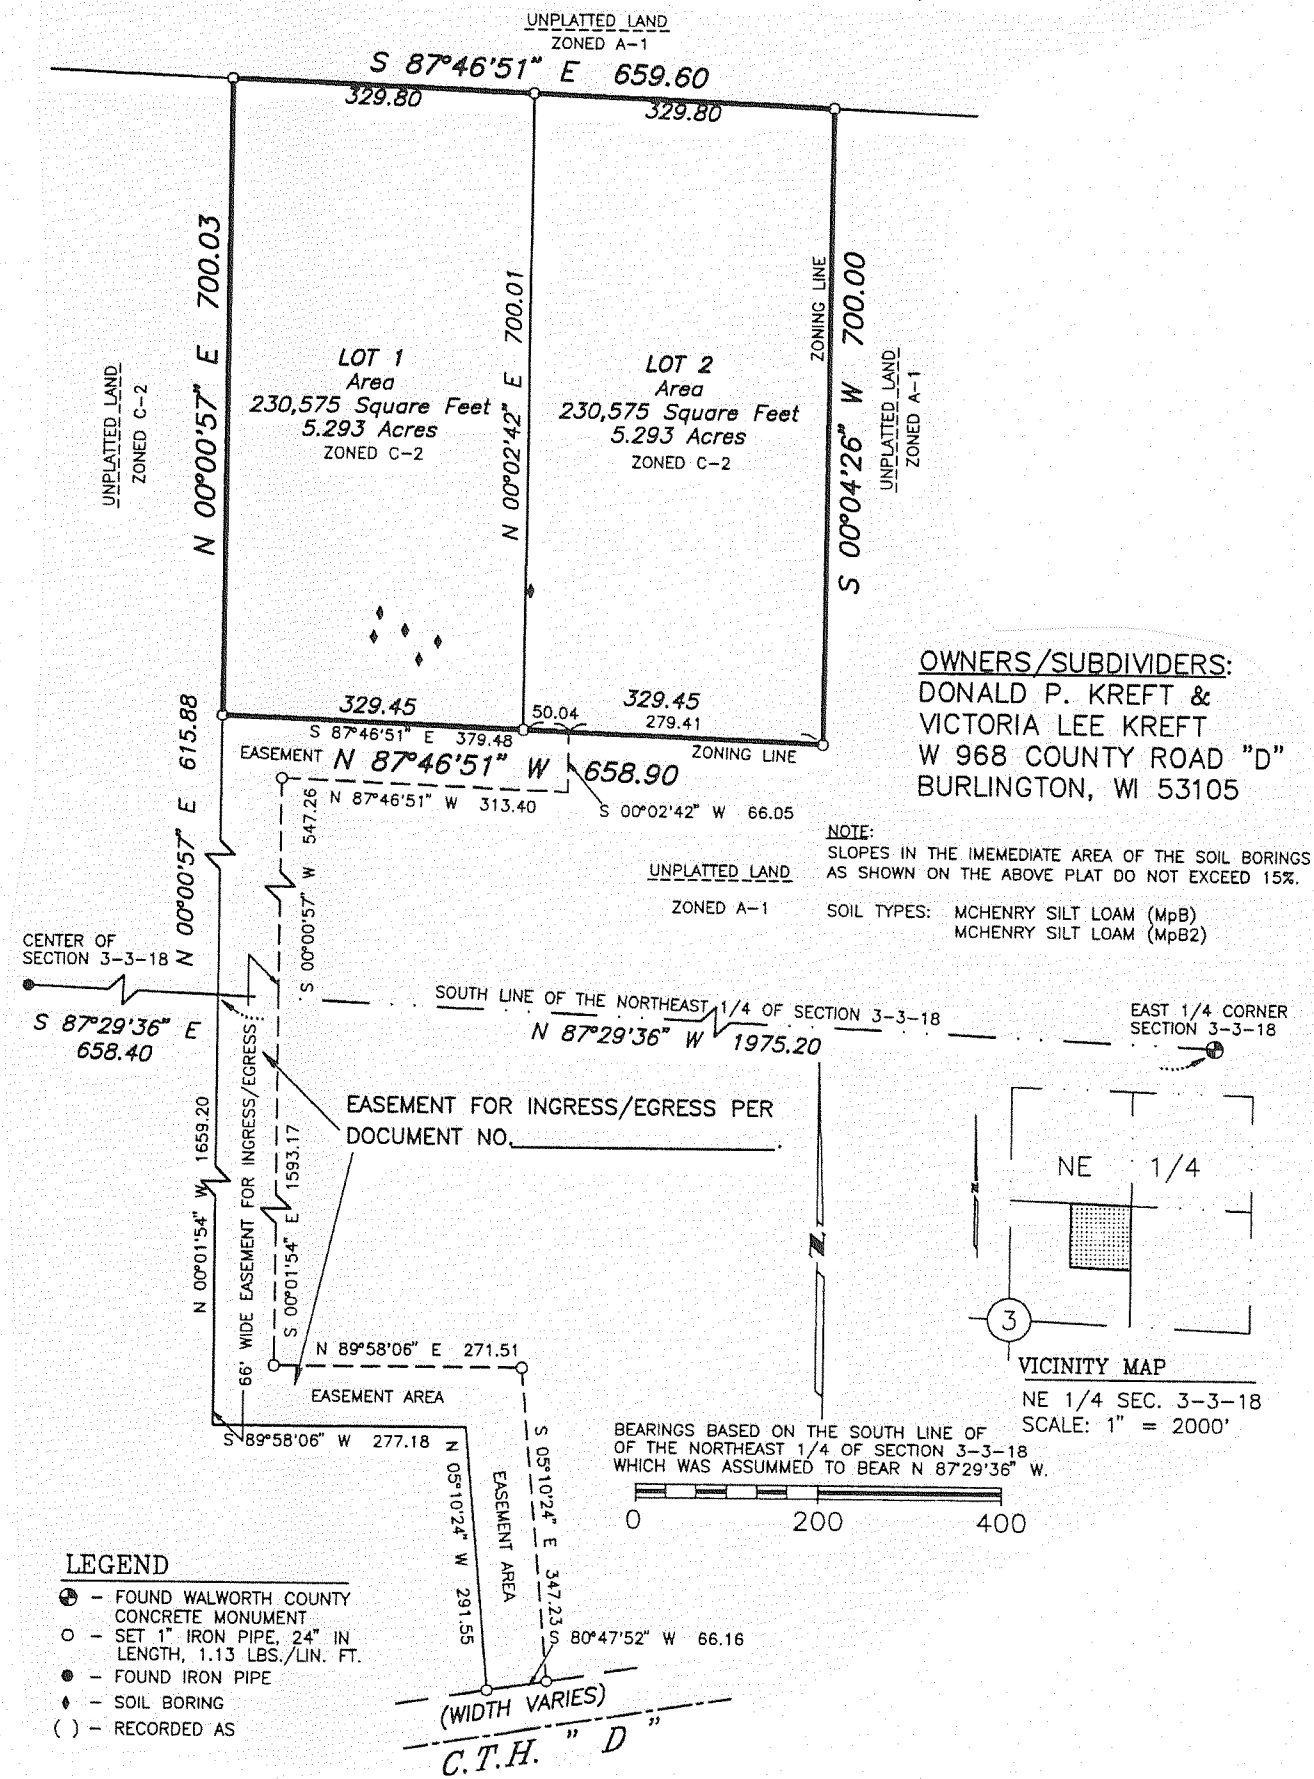 UNPLATTED LAND
ZONED A-1
S 87°46'51" E 659.60
329.80
329.80
N 00°00'57" E 700.03
N 00°02'42" E 700.01
ZONING LINE
S 00°04'26" W 700.00
UNPLATTED LAND
ZONED C-2
LOT 1
Area
230,575 Square Feet
5.293 Acres
ZONED C-2
LOT 2
Area
230,575 Square Feet
5.293 Acres
ZONED C-2
UNPLATTED LAND
ZONED A-1
OWNERS/SUBDIVIDERS:
DONALD P. KREFT &
VICTORIA LEE KREFT
W 968 COUNTY ROAD "D"
BURLINGTON, WI 53105
329.45
50.04
329.45
279.41
S 87°46'51" E 379.48
ZONING LINE
EASEMENT
N 87°46'51" W 658.90
N 87°46'51" W 313.40
S 00°02'42" W 66.05
N 00°00'57" E 615.88
S 00°00'57" W 547.26
NOTE:
SLOPES IN THE IMEMEDIATE AREA OF THE SOIL BORINGS
AS SHOWN ON THE ABOVE PLAT DO NOT EXCEED 15%.
UNPLATTED LAND
ZONED A-1
SOIL TYPES: MCHENRY SILT LOAM (MpB)
MCHENRY SILT LOAM (MpB2)
CENTER OF
SECTION 3-3-18
S 87°29'36" E
658.40
SOUTH LINE OF THE NORTHEAST 1/4 OF SECTION 3-3-18
N 87°29'36" W 1975.20
EAST 1/4 CORNER
SECTION 3-3-18
EASEMENT FOR INGRESS/EGRESS PER
DOCUMENT NO.____________________.
N 00°01'54" W 1659.20
66' WIDE EASEMENT FOR INGRESS/EGRESS
S 00°01'54" E 1593.17
N
N
NE 1/4
3
VICINITY MAP
NE 1/4 SEC. 3-3-18
SCALE: 1" = 2000'
N 89°58'06" E 271.51
EASEMENT AREA
S 89°58'06" W 277.18
N 05°10'24" W 291.55
EASEMENT AREA
S 05°10'24" E 347.23
BEARINGS BASED ON THE SOUTH LINE OF
OF THE NORTHEAST 1/4 OF SECTION 3-3-18
WHICH WAS ASSUMMED TO BEAR N 87°29'36" W.
0 200 400
S 80°47'52" W 66.16
(WIDTH VARIES)
C.T.H. " D "
LEGEND
- FOUND WALWORTH COUNTY
CONCRETE MONUMENT
- SET 1" IRON PIPE, 24" IN
LENGTH, 1.13 LBS./LIN. FT.
- FOUND IRON PIPE
- SOIL BORING
( ) - RECORDED AS